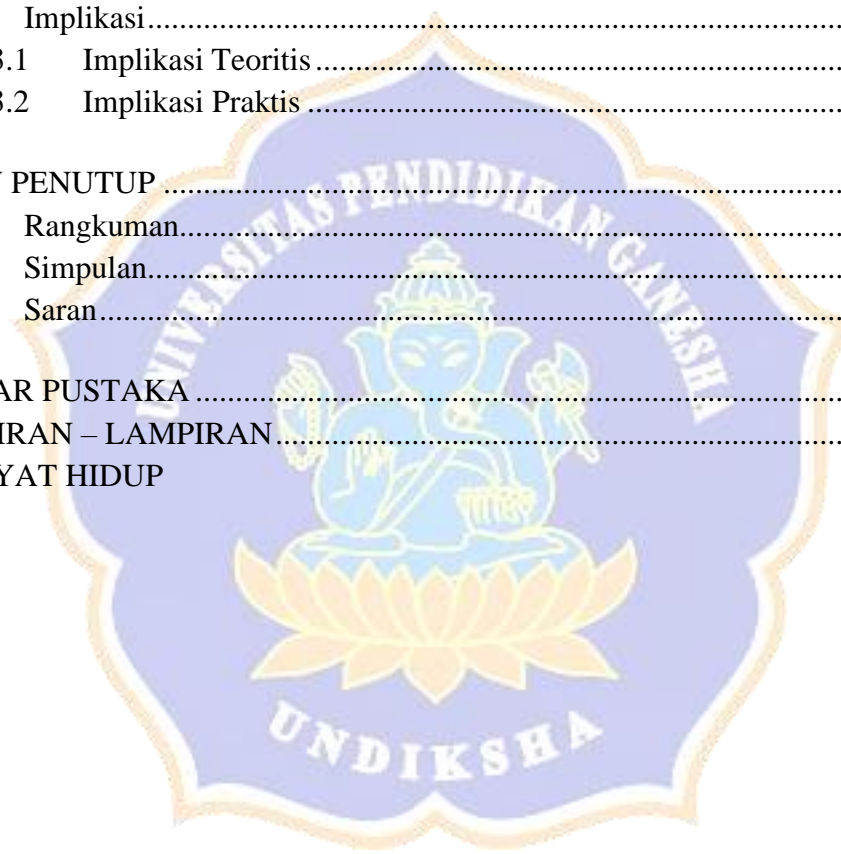 Implikasi
3.1 Implikasi Teoritis
3.2 Implikasi Praktis
PENUTUP
Rangkuman
Simpulan
Saran
AR PUSTAKA
IRAN – LAMPIRAN
YAT HIDUP
UNIVERSITAS PENDIDIKAN GANESHA
UNDIKSHA